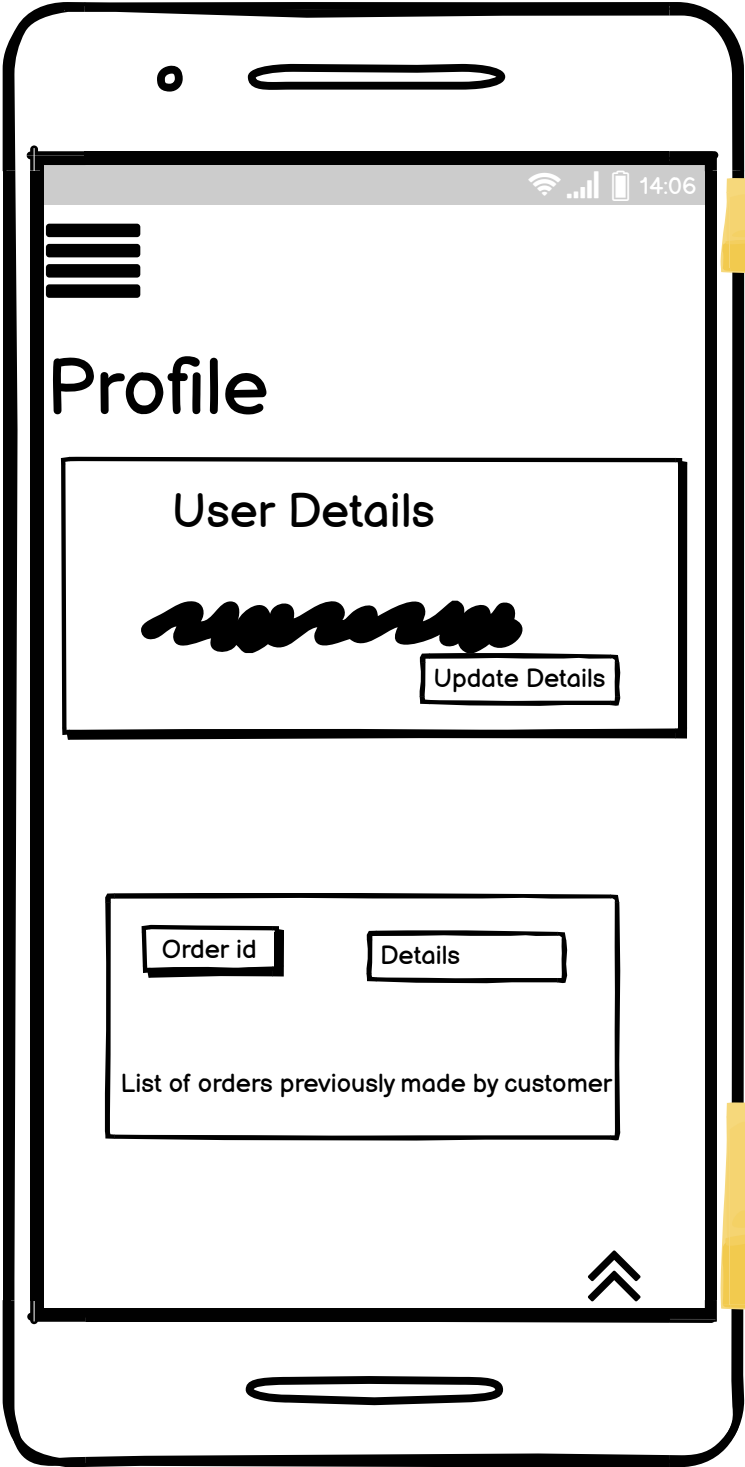 14:06
Profile
User Details
Update Details
Order id
Details
List of orders previously made by customer